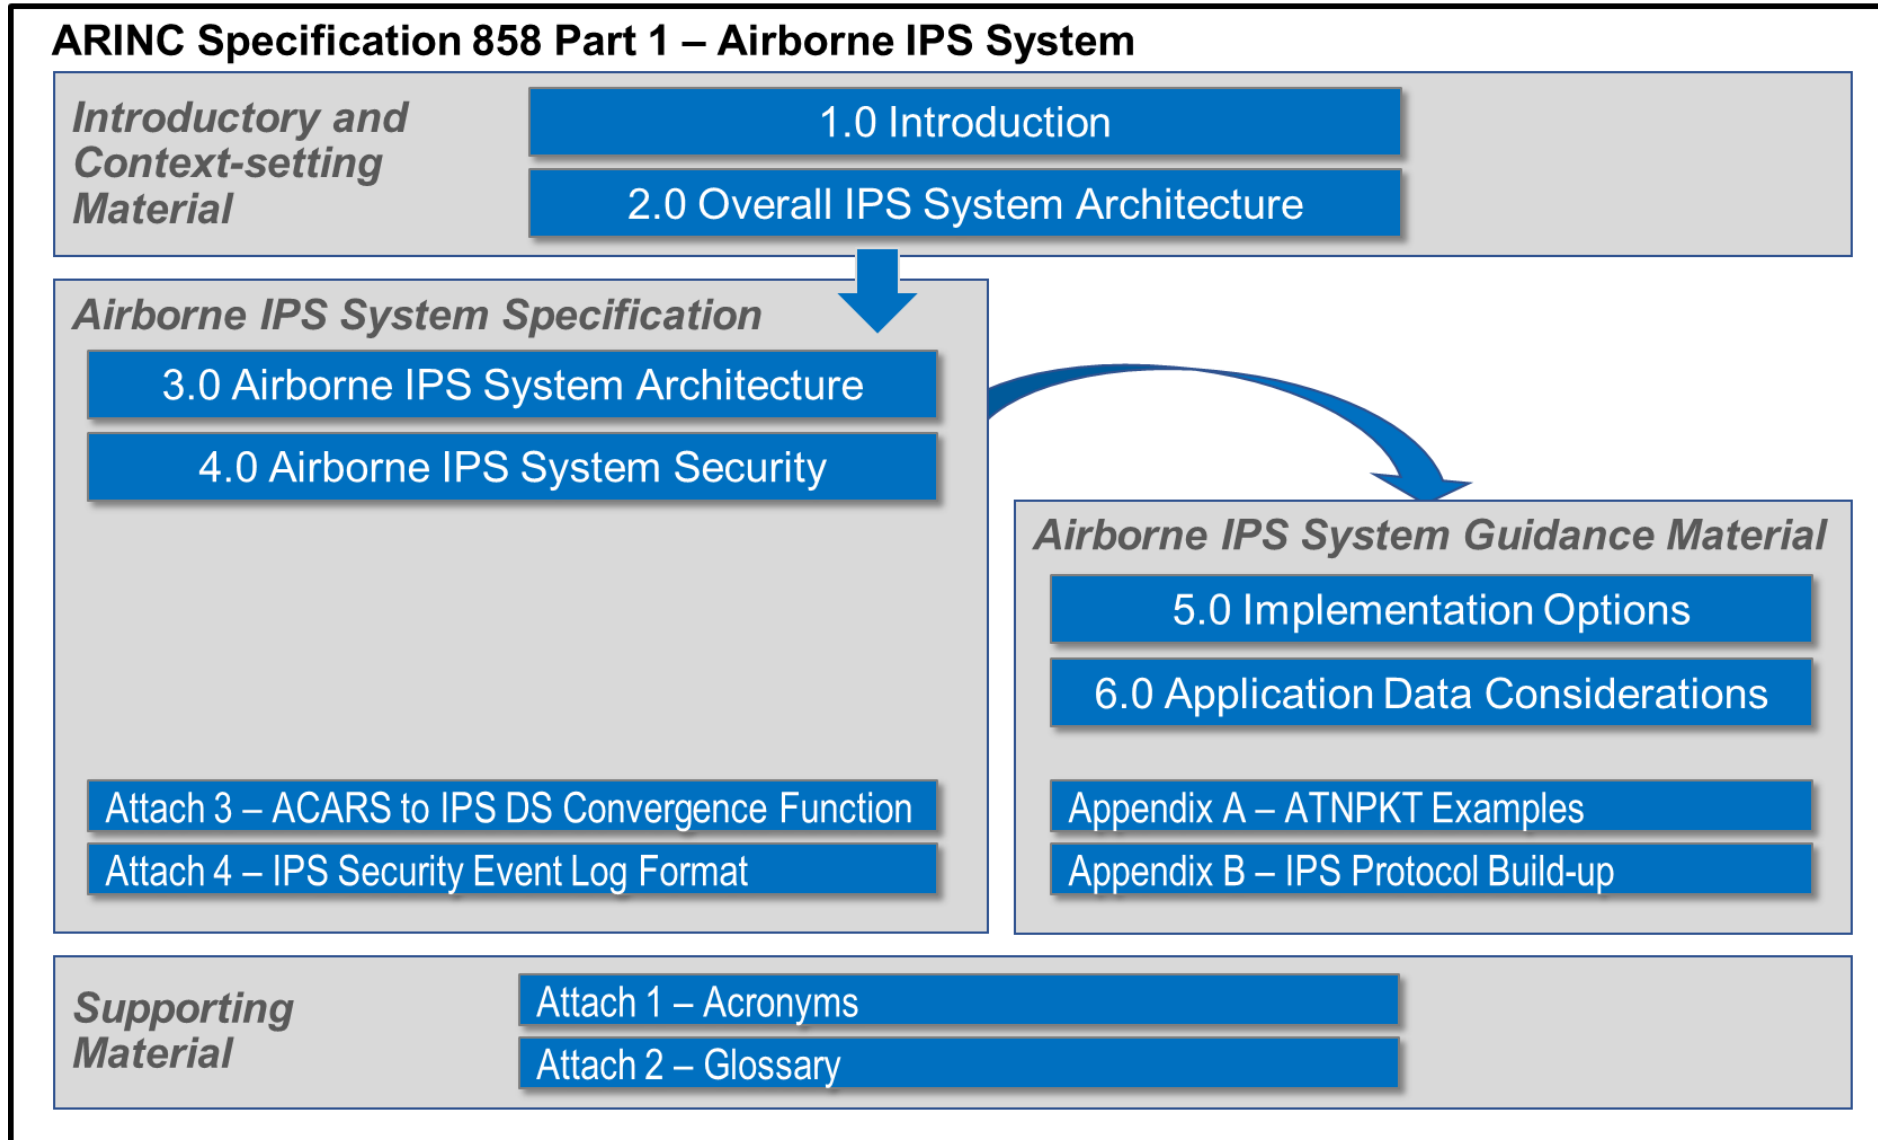 ARINC Specification 858 Part 1 – Airborne IPS System
Introductory and
Context-setting
Material
1.0 Introduction
2.0 Overall IPS System Architecture
Airborne IPS System Specification
3.0 Airborne IPS System Architecture
4.0 Airborne IPS System Security
Attach 3 – ACARS to IPS DS Convergence Function
Attach 4 – IPS Security Event Log Format
Airborne IPS System Guidance Material
5.0 Implementation Options
6.0 Application Data Considerations
Appendix A – ATNPKT Examples
Appendix B – IPS Protocol Build-up
Supporting
Material
Attach 1 – Acronyms
Attach 2 – Glossary